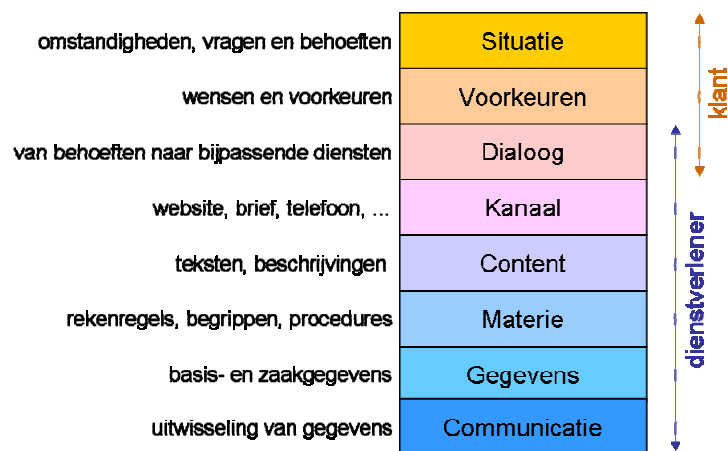 omstandigheden, vragen en behoeften Situatie
wensen en voorkeuren Voorkeuren
van behoeften naar bijpassende diensten Dialoog
website, brief, telefoon, ... Kanaal
teksten, beschrijvingen Content
rekenregels, begrippen, procedures Materie
basis- en zaakgegevens Gegevens
uitwisseling van gegevens Communicatie
klant
dienstverlener